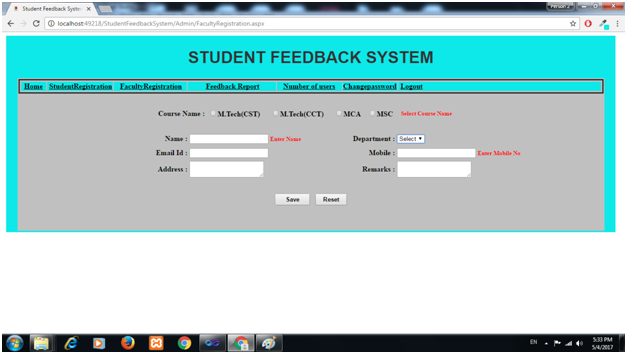 Student Feedback System
Person 2
localhost:49218/StudentFeedbackSystem/Admin/FacultyRegistration.aspx
STUDENT FEEDBACK SYSTEM
Home StudentRegistration FacultyRegistration Feedback Report Number of users Changepassword Logout
Course Name : M.Tech(CST) M.Tech(CCT) MCA MSC Select Course Name
Name : Enter Name Department : Select
Email Id : Mobile : Enter Mobile No
Address : Remarks :
Save Reset
EN
5:33 PM
5/4/2017